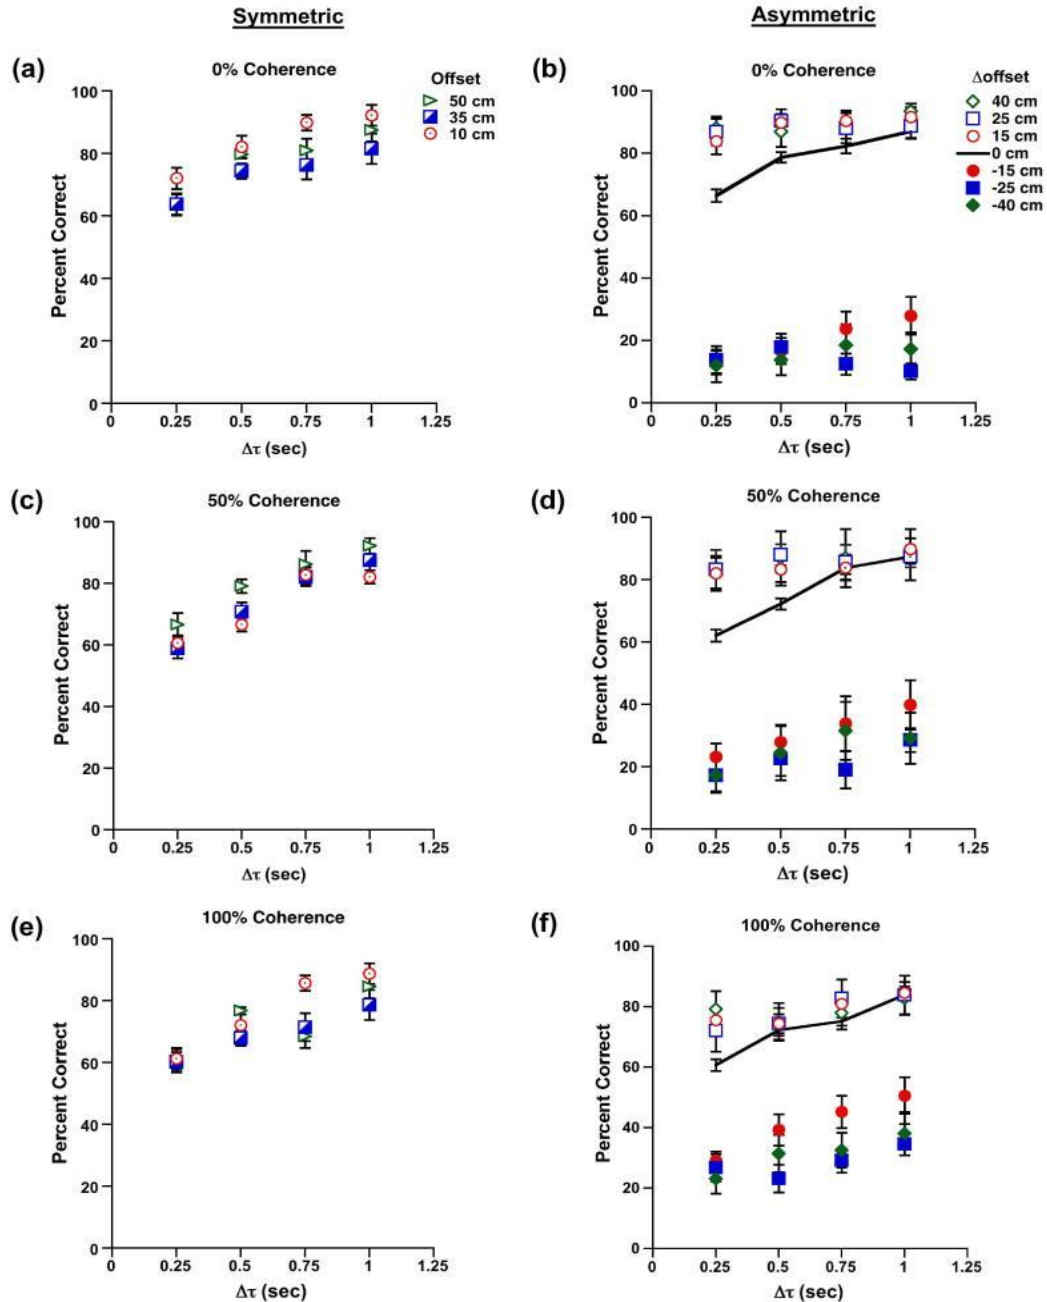 Symmetric
Asymmetric
(a)
0% Coherence
Offset
50 cm
35 cm
10 cm
Percent Correct
100
80
60
40
20
0
0
0.25
0.5
0.75
1
1.25
Δτ (sec)
(b)
0% Coherence
Δoffset
40 cm
25 cm
15 cm
0 cm
-15 cm
-25 cm
-40 cm
Percent Correct
100
80
60
40
20
0
0
0.25
0.5
0.75
1
1.25
Δτ (sec)
(c)
50% Coherence
Percent Correct
100
80
60
40
20
0
0
0.25
0.5
0.75
1
1.25
Δτ (sec)
(d)
50% Coherence
Percent Correct
100
80
60
40
20
0
0
0.25
0.5
0.75
1
1.25
Δτ (sec)
(e)
100% Coherence
Percent Correct
100
80
60
40
20
0
0
0.25
0.5
0.75
1
1.25
Δτ (sec)
(f)
100% Coherence
Percent Correct
100
80
60
40
20
0
0
0.25
0.5
0.75
1
1.25
Δτ (sec)